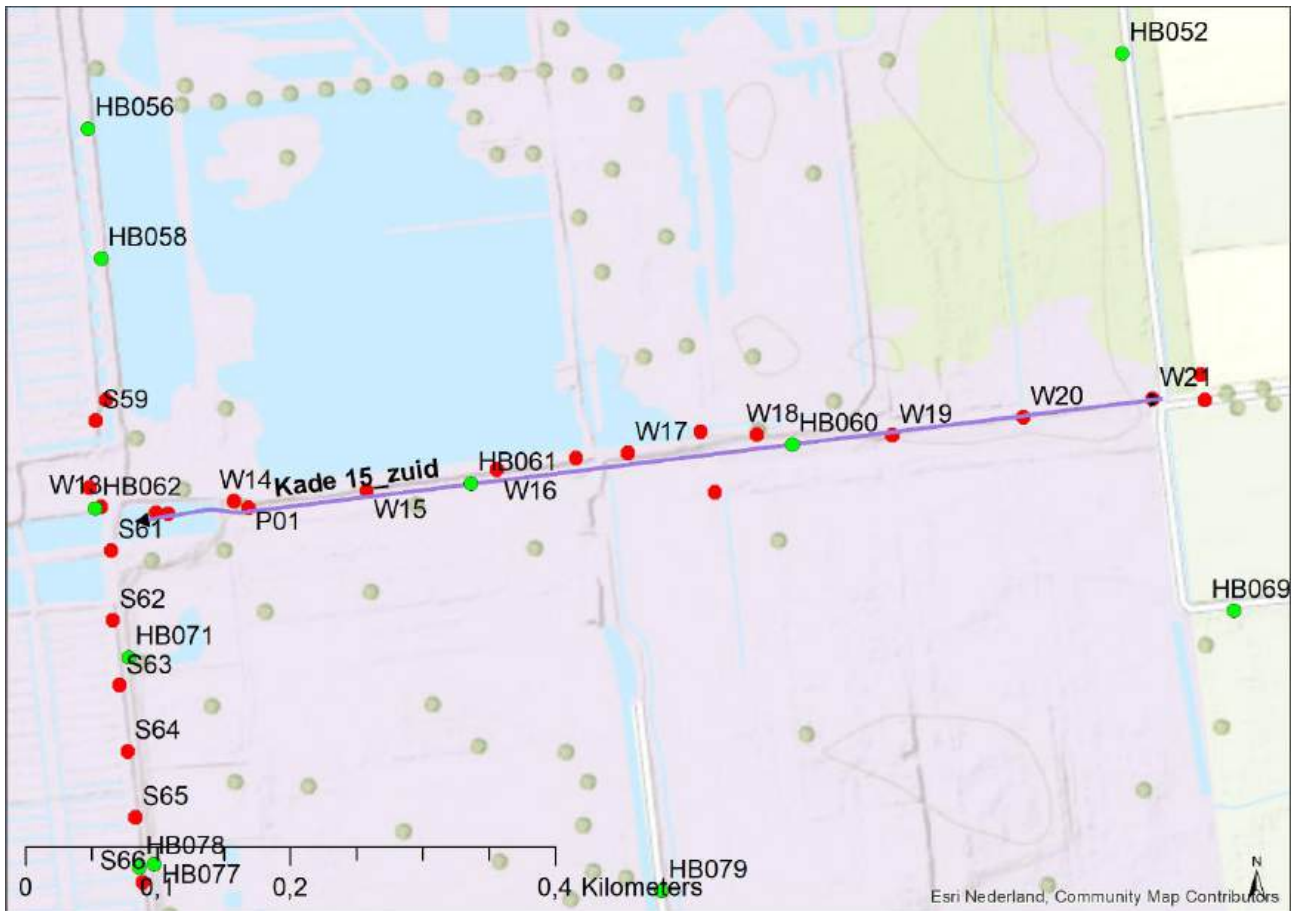 HB052
HB056
HB058
S59
W21
W20
W19
HB060
W18
W17
HB061
W16
Kade 15_zuid
W15
W14
P01
W13
HB062
S61
S62
HB071
S63
HB069
S64
S65
HB078
S66
HB077
HB079
0 0,1 0,2 0,4 Kilometers
N
Esri Nederland, Community Map Contributors